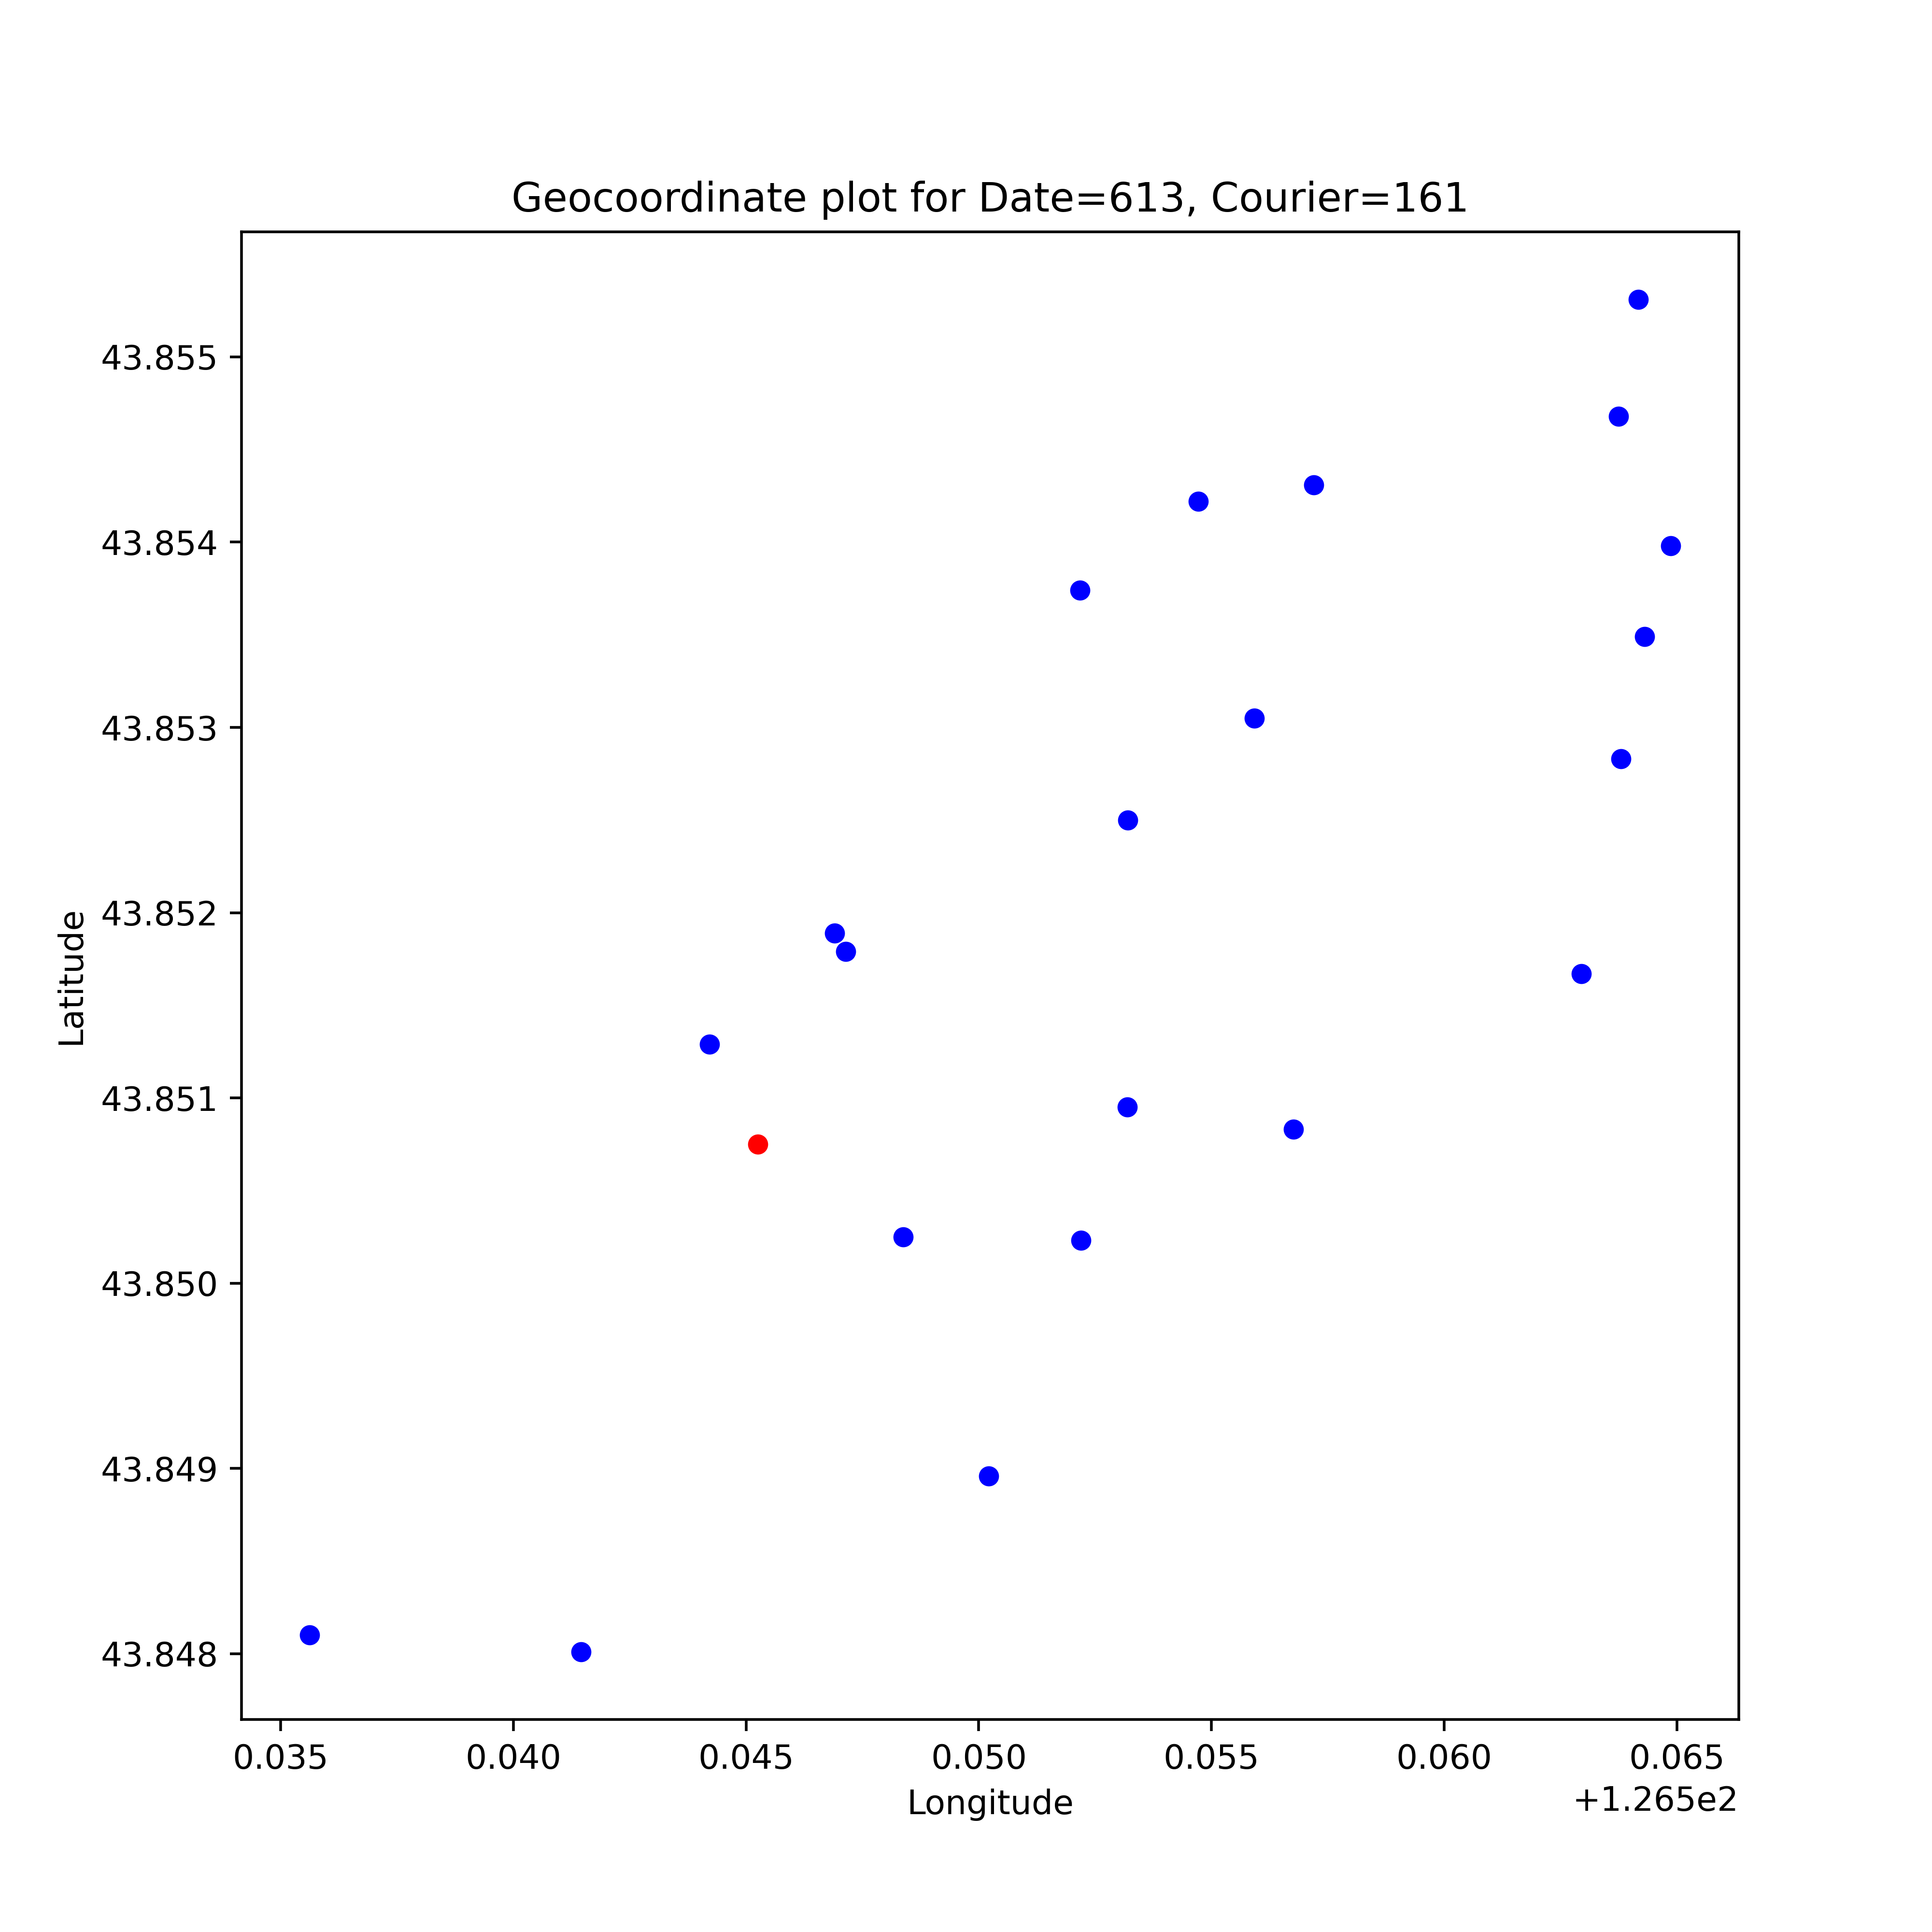 Geocoordinate plot for Date=613, Courier=161
43.855
43.854
43.853
43.852
43.851
43.850
43.849
43.848
Latitude
0.035 0.040 0.045 0.050 0.055 0.060 0.065
+1.265e2
Longitude